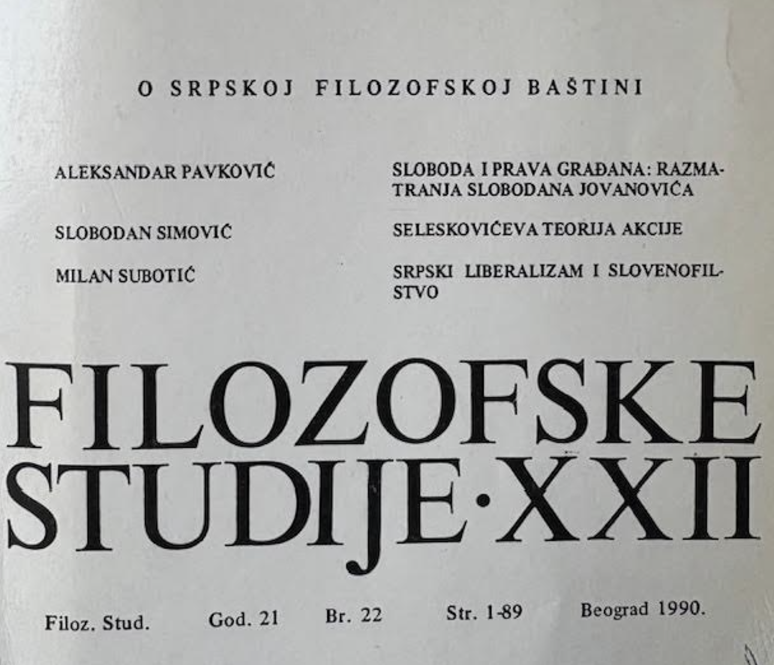 O SRPSKOJ FILOZOFSKOJ BAŠTINI
ALEKSANDAR PAVKOVIĆ
SLOBODA I PRAVA GRAĐANA: RAZMA-
TRANJA SLOBODANA JOVANOVIĆA
SLOBODAN SIMOVIĆ
SELESKOVIĆEVA TEORIJA AKCIJE
MILAN SUBOTIĆ
SRPSKI LIBERALIZAM I SLOVENOFIL-
STVO
FILOZOFSKE
STUDIJE·XXII
Filoz. Stud. God. 21 Br. 22 Str. 1-89 Beograd 1990.